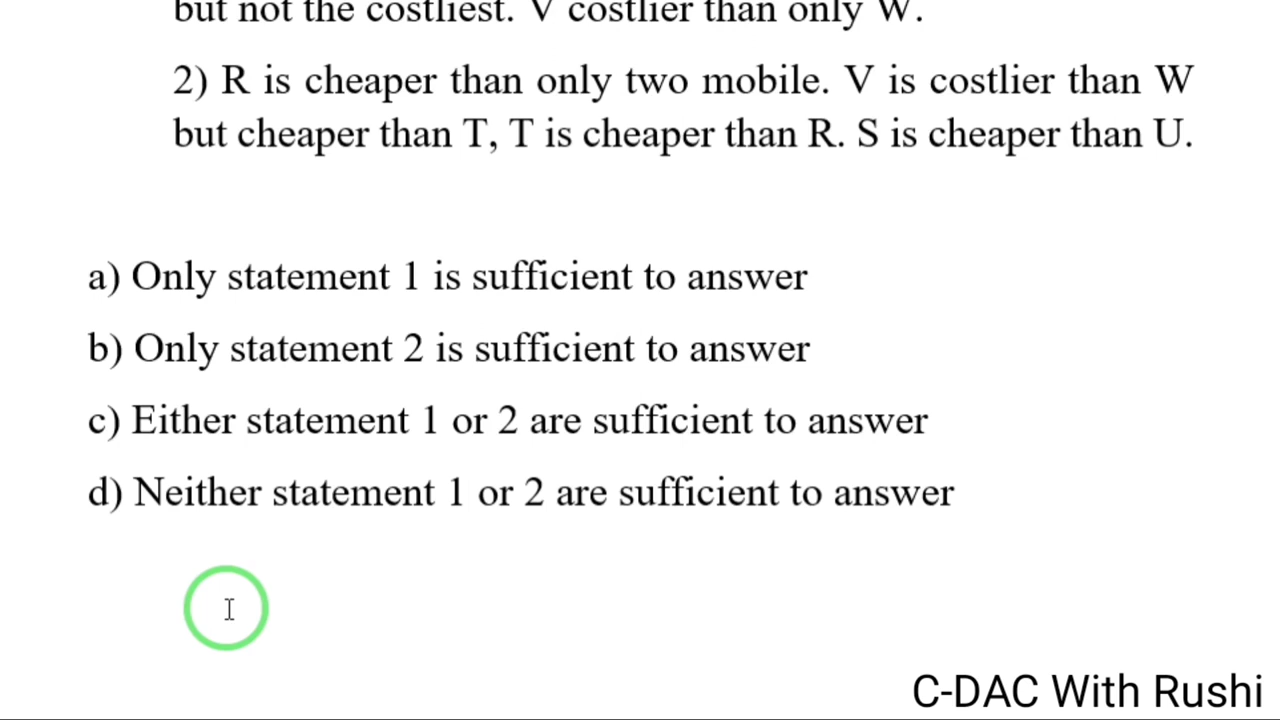 but not the costliest. V costlier than only W.
2) R is cheaper than only two mobile. V is costlier than W
but cheaper than T, T is cheaper than R. S is cheaper than U.
a) Only statement 1 is sufficient to answer
b) Only statement 2 is sufficient to answer
c) Either statement 1 or 2 are sufficient to answer
d) Neither statement 1 or 2 are sufficient to answer
C-DAC With Rushi